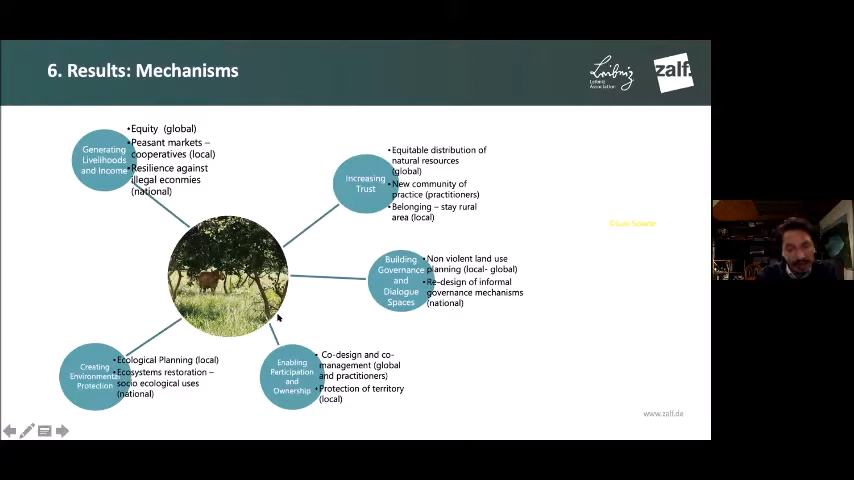 6. Results: Mechanisms
Leibniz
Leibniz
Association
zalf.
Generating
Livelihoods
and Income
•Equity (global)
•Peasant markets –
cooperatives (local)
•Resilience against
illegal econmies
(national)
Increasing
Trust
•Equitable distribution of
natural resources
(global)
•New community of
practice (practitioners)
•Belonging – stay rural
area (local)
Building
Governance
and
Dialogue
Spaces
•Non violent land use
planning (local- global)
•Re-design of informal
governance mechanisms
(national)
Enabling
Participation
and
Ownership
• Co-design and co-
management (global
and practitioners)
•Protection of territory
(local)
Creating
Environmental
Protection
•Ecological Planning (local)
•Ecosystems restoration –
socio ecological uses
(national)
www.zalf.de